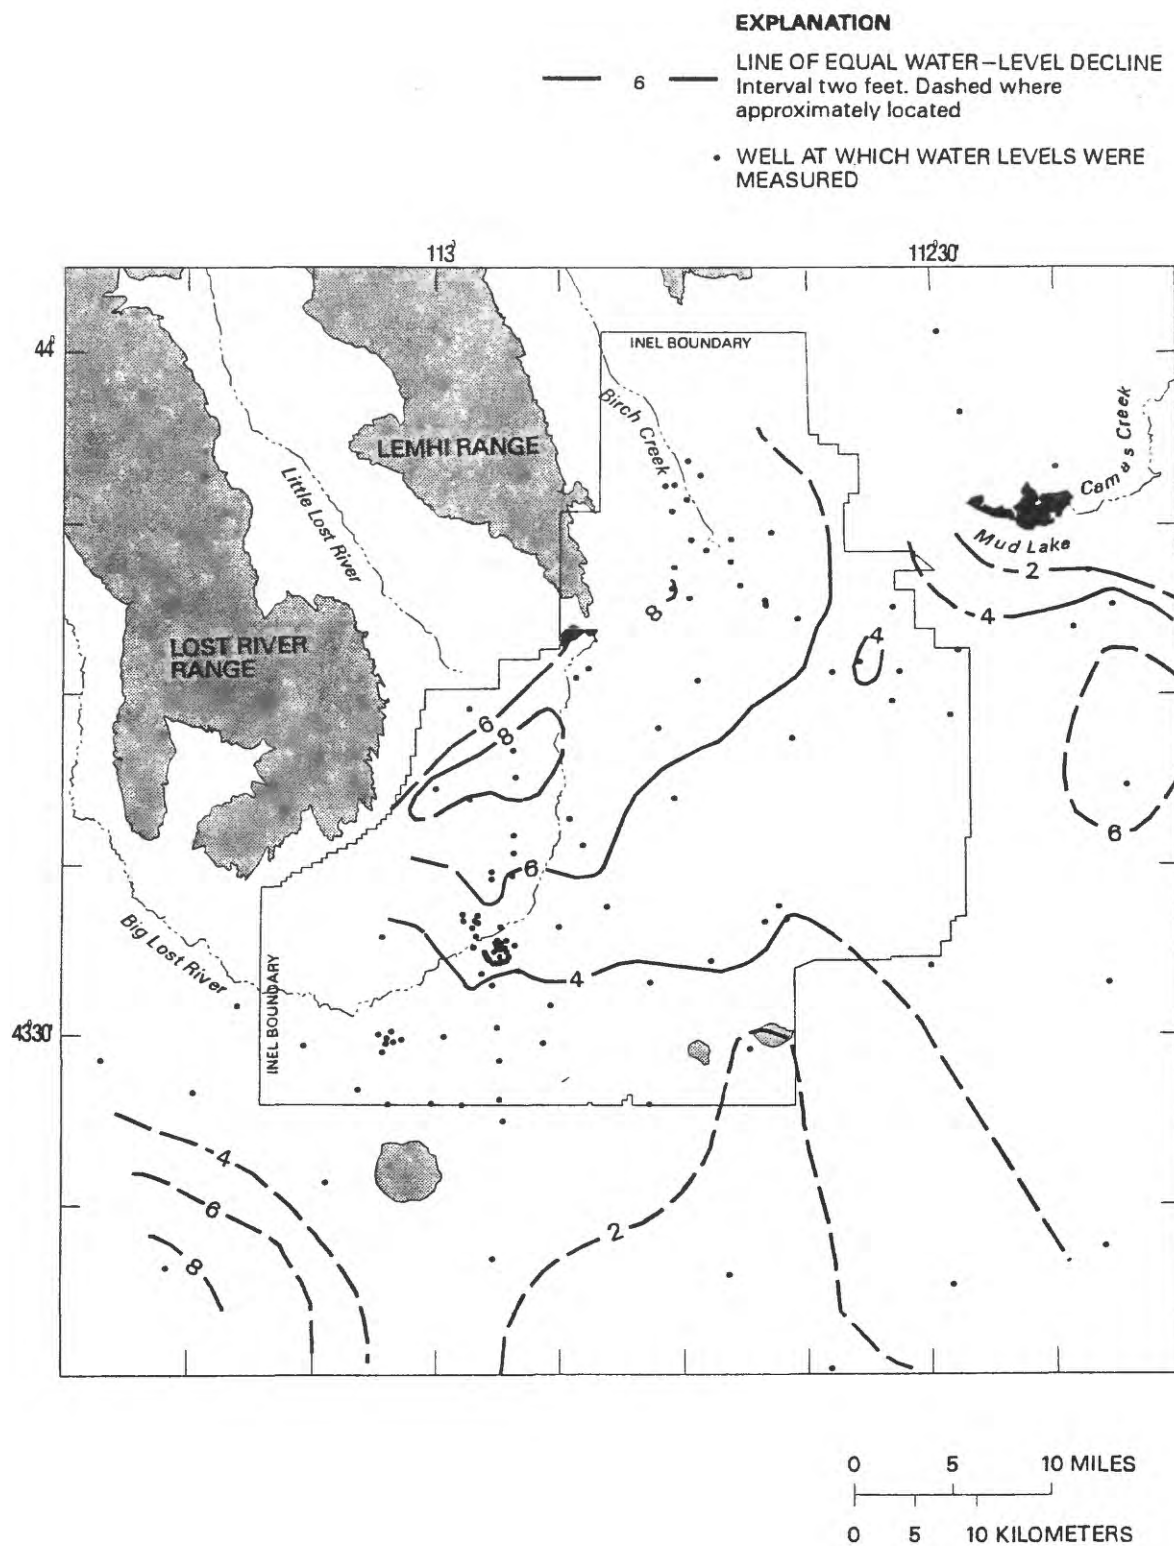 EXPLANATION
6
LINE OF EQUAL WATER-LEVEL DECLINE
Interval two feet. Dashed where
approximately located
WELL AT WHICH WATER LEVELS WERE
MEASURED
113°
112°30'
44°
INEL BOUNDARY
Birch Creek
LEMHI RANGE
Camas Creek
Little Lost River
Mud Lake
2
4
8
LOST RIVER
RANGE
4
6
8
6
6
Big Lost River
4
INEL BOUNDARY
43°30'
4
6
2
8
0 5 10 MILES
0 5 10 KILOMETERS